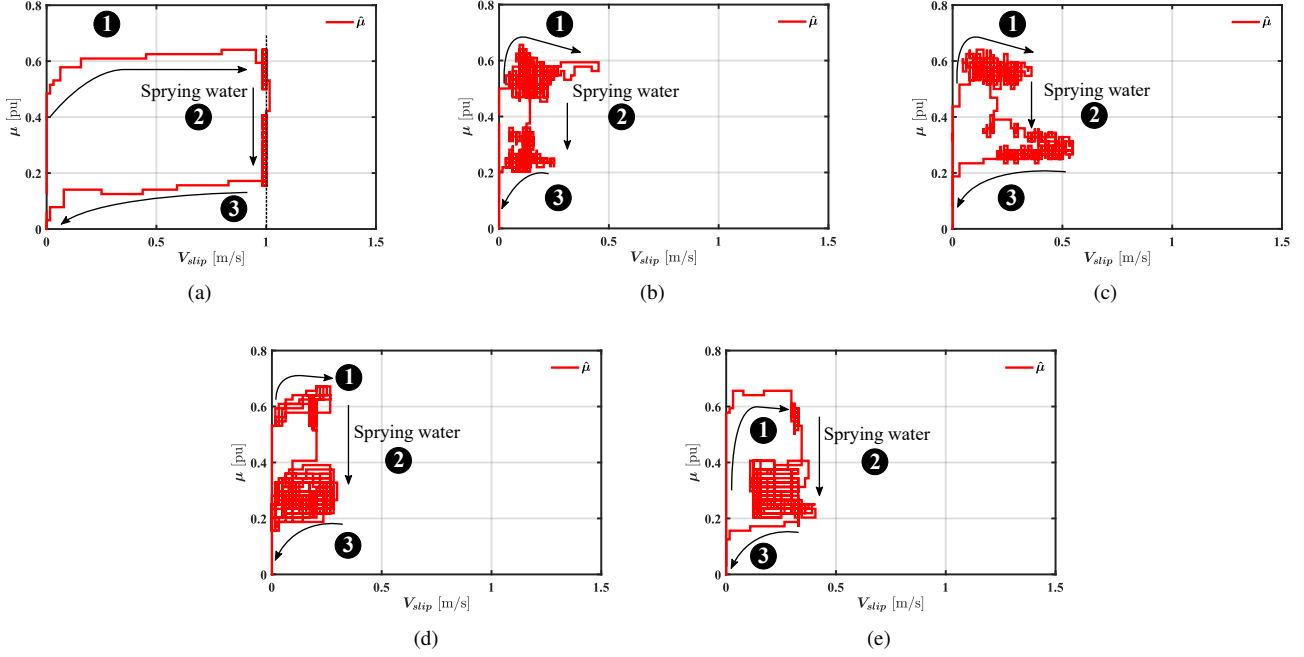 0.8
0.6
0.4
0.2
0
μ [pu]
1
μ̂
Sprying water
2
3
0 0.5 1 1.5
V_slip [m/s]
(a)
0.8
0.6
0.4
0.2
0
μ [pu]
1
μ̂
Sprying water
2
3
0 0.5 1 1.5
V_slip [m/s]
(b)
0.8
0.6
0.4
0.2
0
μ [pu]
1
μ̂
Sprying water
2
3
0 0.5 1 1.5
V_slip [m/s]
(c)
0.8
0.6
0.4
0.2
0
μ [pu]
1
μ̂
Sprying water
2
3
0 0.5 1 1.5
V_slip [m/s]
(d)
0.8
0.6
0.4
0.2
0
μ [pu]
μ̂
1
Sprying water
2
3
0 0.5 1 1.5
V_slip [m/s]
(e)